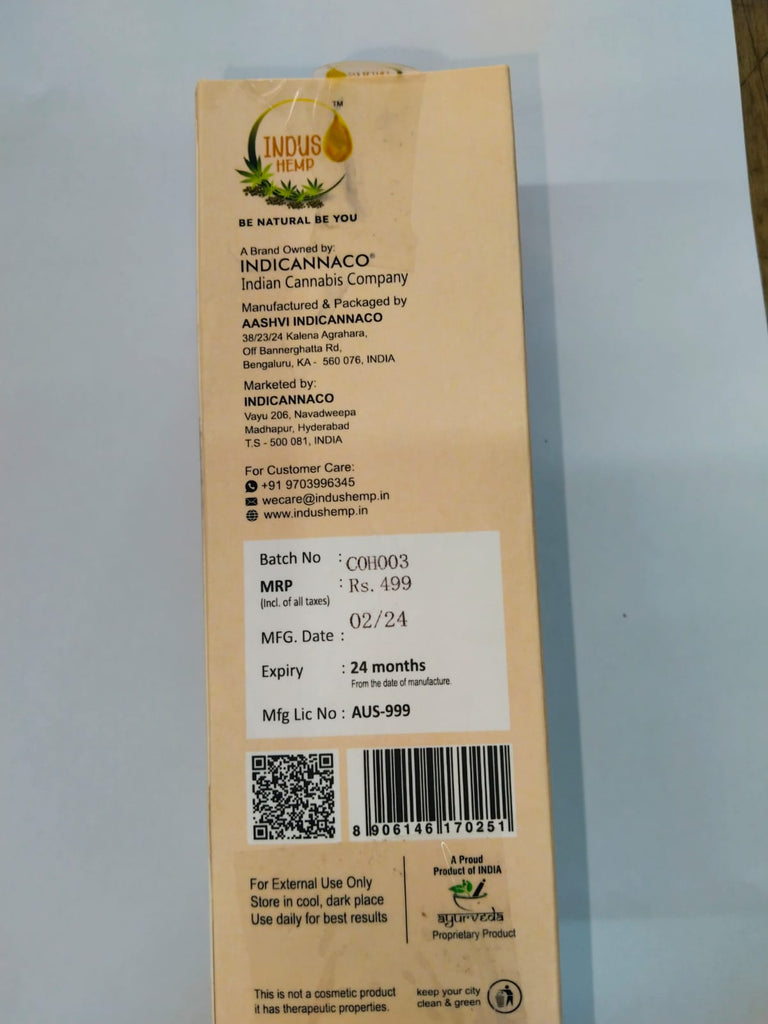 TM
INDUS
HEMP
BE NATURAL BE YOU
A Brand Owned by:
INDICANNACO®
Indian Cannabis Company
Manufactured & Packaged by
AASHVI INDICANNACO
38/23/24 Kalena Agrahara,
Off Bannerghatta Rd,
Bengaluru, KA - 560 076, INDIA
Marketed by:
INDICANNACO
Vayu 206, Navadweepa
Madhapur, Hyderabad
T.S - 500 081, INDIA
For Customer Care:
+91 9703996345
wecare@indushemp.in
www.indushemp.in
Batch No : COH003
MRP : Rs. 499
(Incl. of all taxes)
MFG. Date : 02/24
Expiry : 24 months
From the date of manufacture.
Mfg Lic No : AUS-999
8 906146 170251
For External Use Only
Store in cool, dark place
Use daily for best results
A Proud
Product of INDIA
ayurveda
Proprietary Product
This is not a cosmetic product
it has therapeutic properties.
keep your city
clean & green